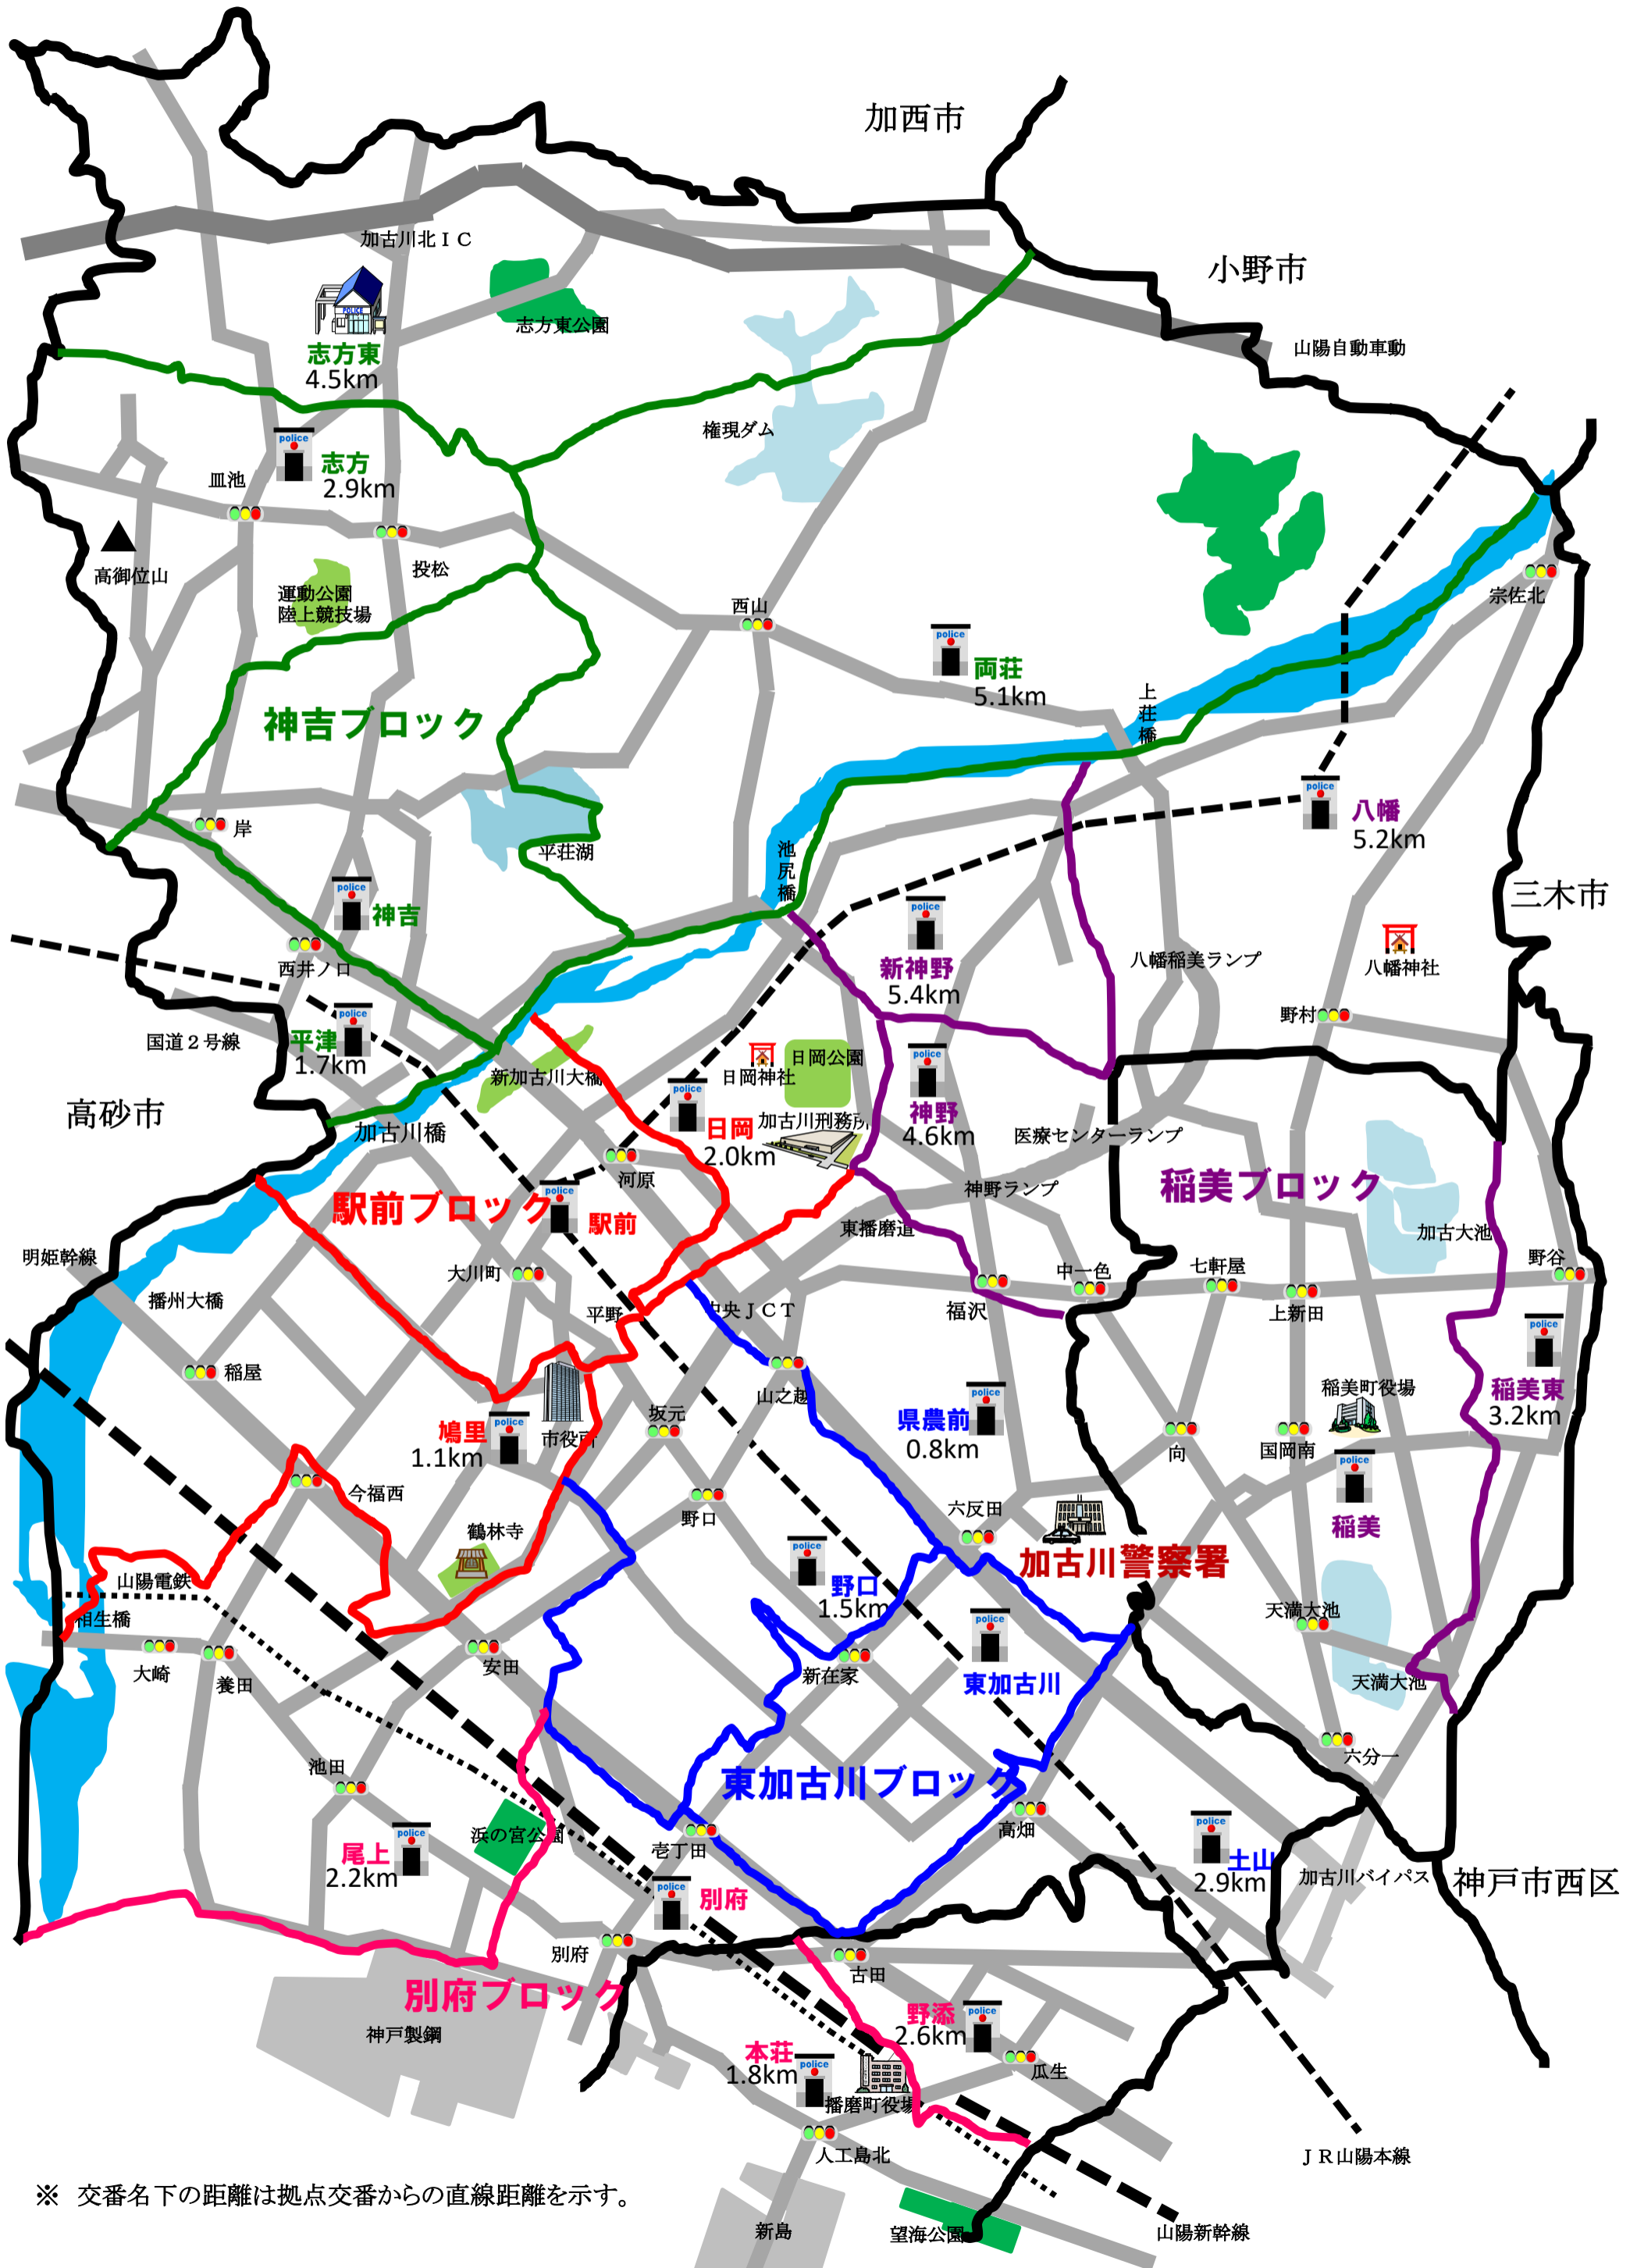 加西市
小野市
加古川北ＩＣ
POLICE
志方東公園
志方東
4.5km
山陽自動車動
権現ダム
police
志方
2.9km
皿池
投松
高御位山
運動公園
陸上競技場
西山
宗佐北
police
両荘
5.1km
上荘橋
神吉ブロック
police
八幡
5.2km
岸
平荘湖
池尻橋
三木市
police
神吉
police
新神野
5.4km
八幡稲美ランプ
八幡神社
西井ノ口
野村
国道２号線
police
平津
1.7km
新加古川大橋
日岡神社
日岡公園
police
神野
4.6km
高砂市
加古川橋
police
日岡
2.0km
加古川刑務所
医療センターランプ
河原
神野ランプ
稲美ブロック
駅前ブロック
police
駅前
東播磨道
加古大池
明姫幹線
大川町
中一色
七軒屋
野谷
播州大橋
平野
中央ＪＣＴ
福沢
上新田
police
稲屋
山之越
稲美町役場
稲美東
3.2km
police
鳩里
1.1km
市役所
坂元
police
県農前
0.8km
向
国岡南
police
稲美
今福西
野口
六反田
鶴林寺
加古川警察署
police
野口
1.5km
山陽電鉄
相生橋
天満大池
police
東加古川
大崎
養田
安田
新在家
天満大池
六分一
池田
東加古川ブロック
police
尾上
2.2km
浜の宮公園
壱丁田
高畑
police
土山
2.9km
加古川バイパス
神戸市西区
police
別府
別府
古田
別府ブロック
神戸製鋼
police
野添
2.6km
police
本荘
1.8km
播磨町役場
瓜生
人工島北
ＪＲ山陽本線
※　交番名下の距離は拠点交番からの直線距離を示す。
新島
望海公園
山陽新幹線